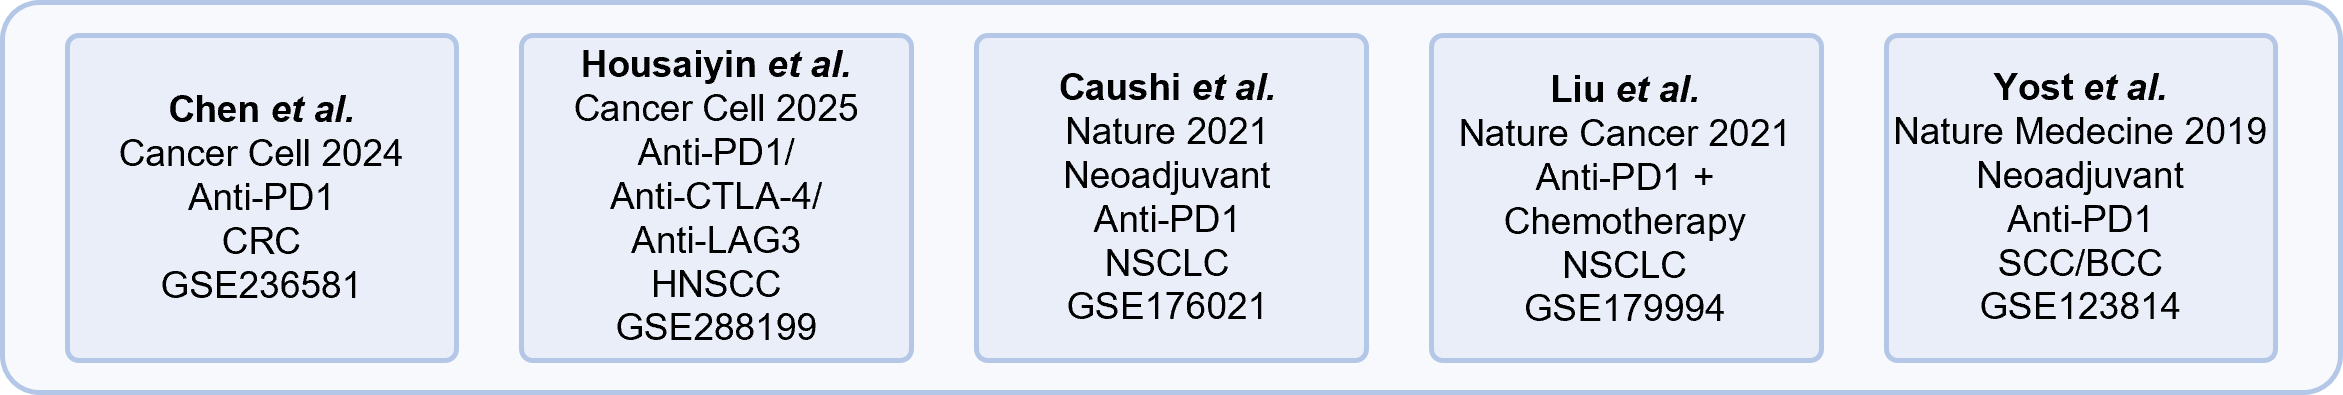 Chen et al.
Cancer Cell 2024
Anti-PD1
CRC
GSE236581
Housaiyin et al.
Cancer Cell 2025
Anti-PD1/
Anti-CTLA-4/
Anti-LAG3
HNSCC
GSE288199
Caushi et al.
Nature 2021
Neoadjuvant
Anti-PD1
NSCLC
GSE176021
Liu et al.
Nature Cancer 2021
Anti-PD1 +
Chemotherapy
NSCLC
GSE179994
Yost et al.
Nature Medecine 2019
Neoadjuvant
Anti-PD1
SCC/BCC
GSE123814